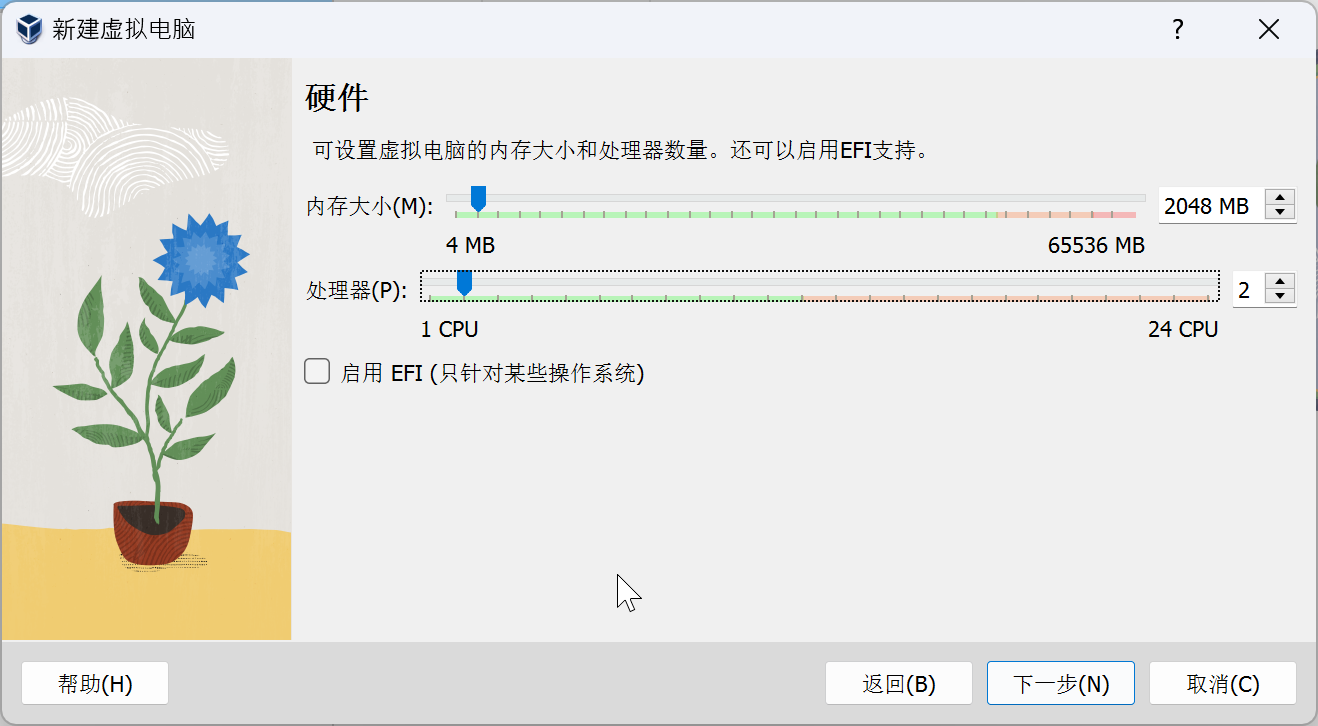 新建虚拟电脑
?
硬件
可设置虚拟电脑的内存大小和处理器数量。还可以启用EFI支持。
内存大小(M): 2048 MB
4 MB 65536 MB
处理器(P): 2
1 CPU 24 CPU
启用 EFI (只针对某些操作系统)
帮助(H) 返回(B) 下一步(N) 取消(C)